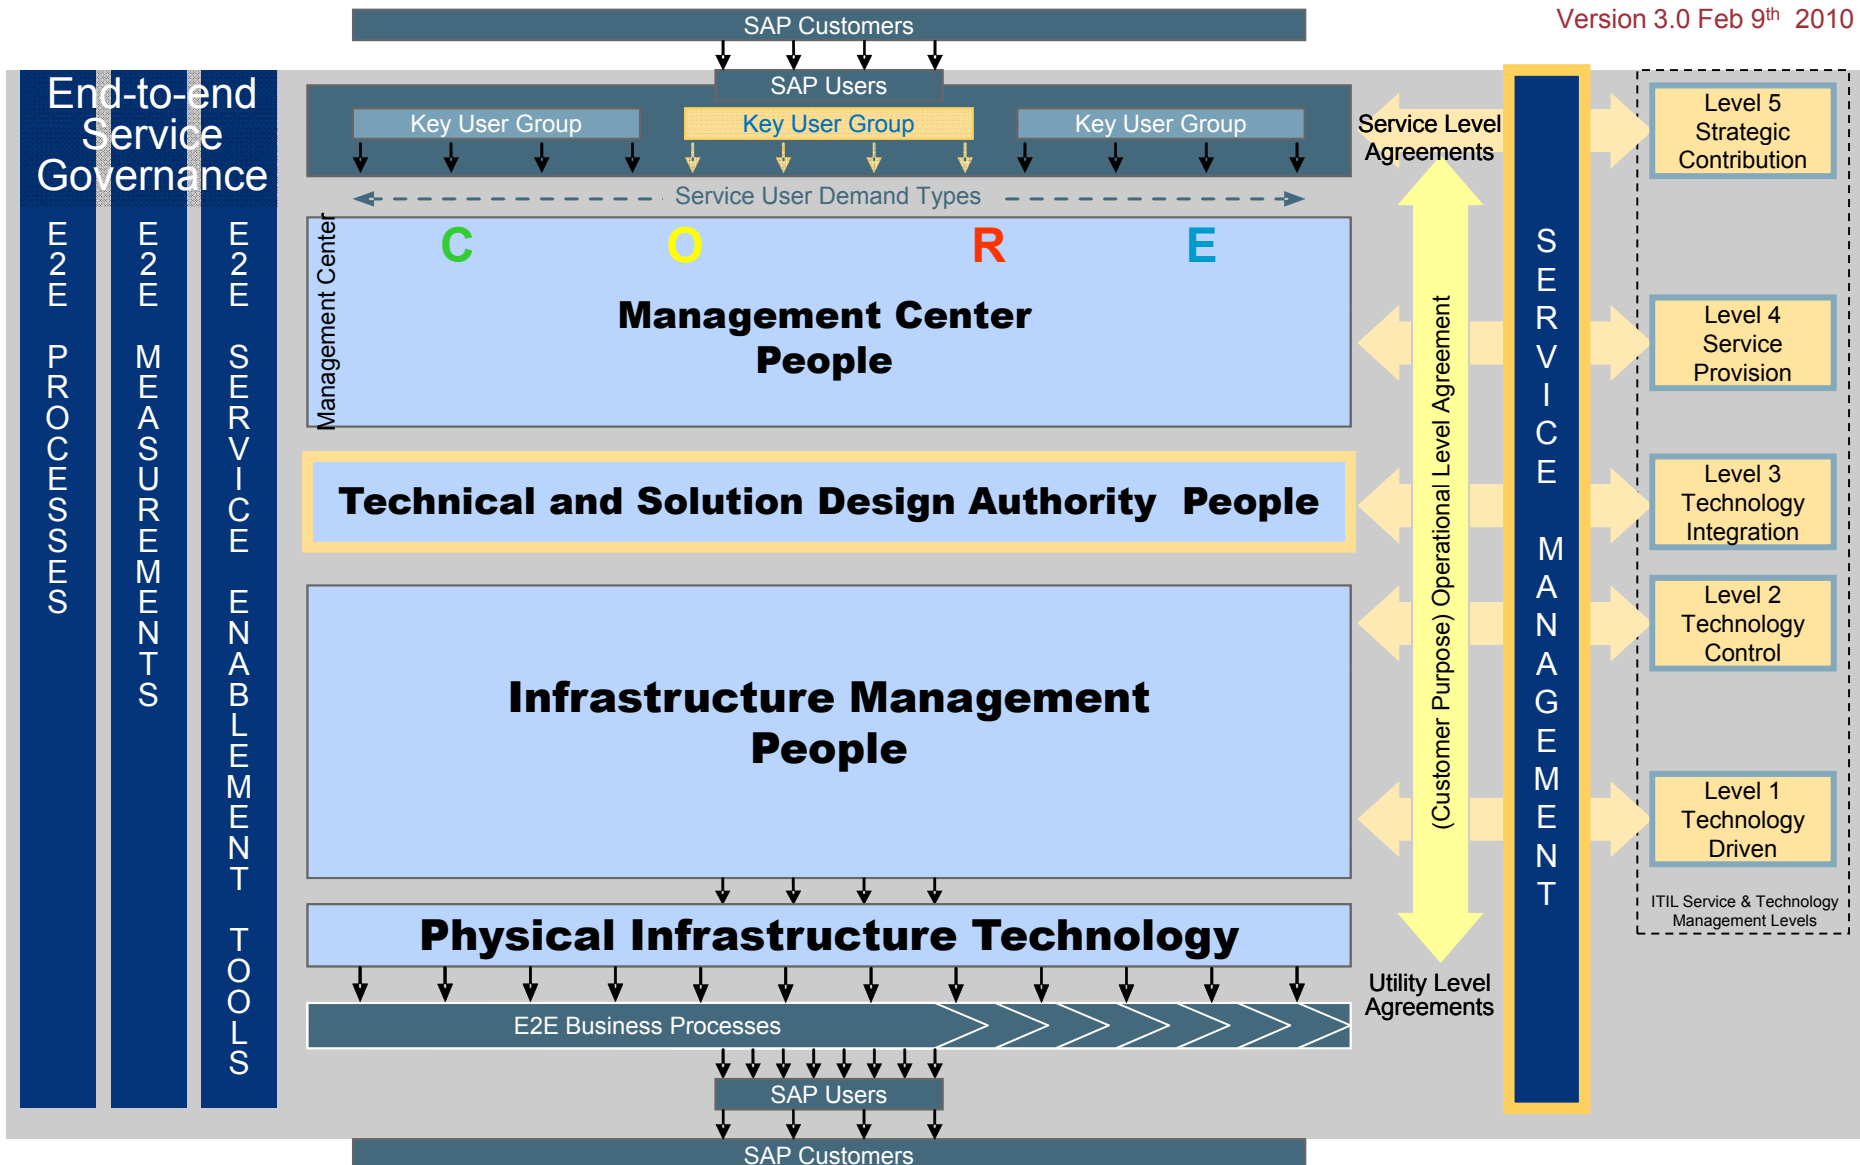 SAP Customers
Version 3.0 Feb 9th 2010
SAP Users
End-to-end
Service
Governance
Key User Group
Key User Group
Key User Group
Service User Demand Types
E2E PROCESSES
E2E MEASUREMENTS
E2E SERVICE ENABLEMENT TOOLS
Management Center
C O R E
Management Center
People
Technical and Solution Design Authority People
Infrastructure Management
People
Physical Infrastructure Technology
E2E Business Processes
SAP Users
SAP Customers
Service Level
Agreements
(Customer Purpose) Operational Level Agreement
Utility Level
Agreements
SERVICE MANAGEMENT
Level 5
Strategic
Contribution
Level 4
Service
Provision
Level 3
Technology
Integration
Level 2
Technology
Control
Level 1
Technology
Driven
ITIL Service & Technology
Management Levels